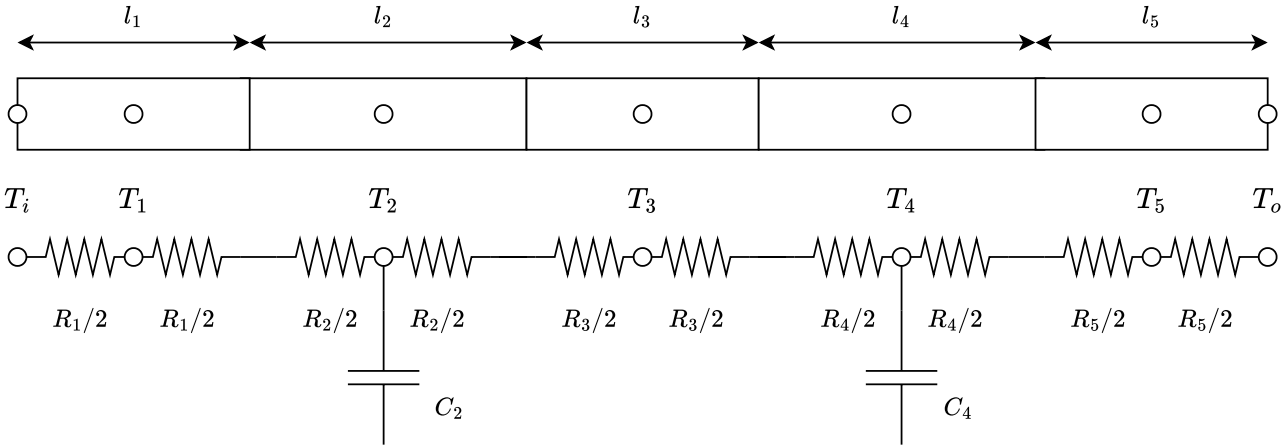 l₁ l₂ l₃ l₄ l₅
Tᵢ T₁ T₂ T₃ T₄ T₅ Tₒ
R₁/2 R₁/2 R₂/2 R₂/2 R₃/2 R₃/2 R₄/2 R₄/2 R₅/2 R₅/2
C₂ C₄